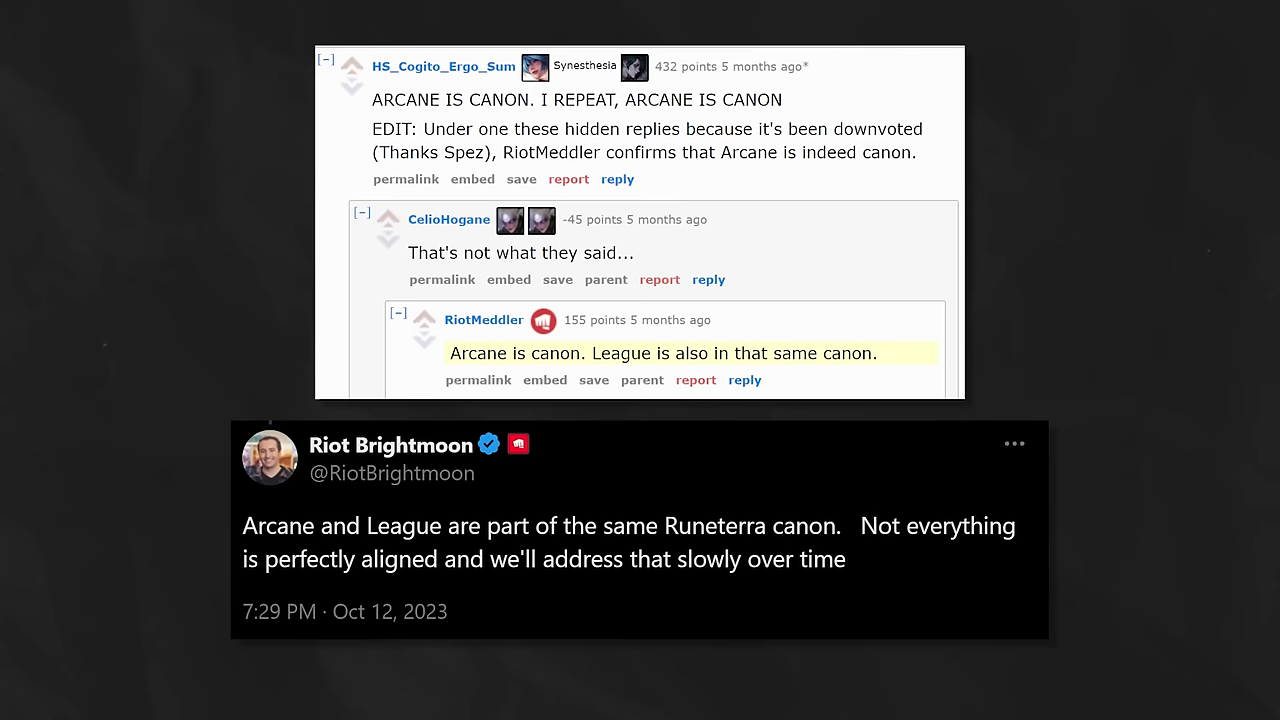 [-] HS_Cogito_Ergo_Sum Synesthesia 432 points 5 months ago*
ARCANE IS CANON. I REPEAT, ARCANE IS CANON
EDIT: Under one these hidden replies because it's been downvoted
(Thanks Spez), RiotMeddler confirms that Arcane is indeed canon.
permalink embed save report reply
[-] CelioHogane -45 points 5 months ago
That's not what they said...
permalink embed save parent report reply
[-] RiotMeddler 155 points 5 months ago
Arcane is canon. League is also in that same canon.
permalink embed save parent report reply
Riot Brightmoon
@RiotBrightmoon
Arcane and League are part of the same Runeterra canon. Not everything
is perfectly aligned and we'll address that slowly over time
7:29 PM · Oct 12, 2023